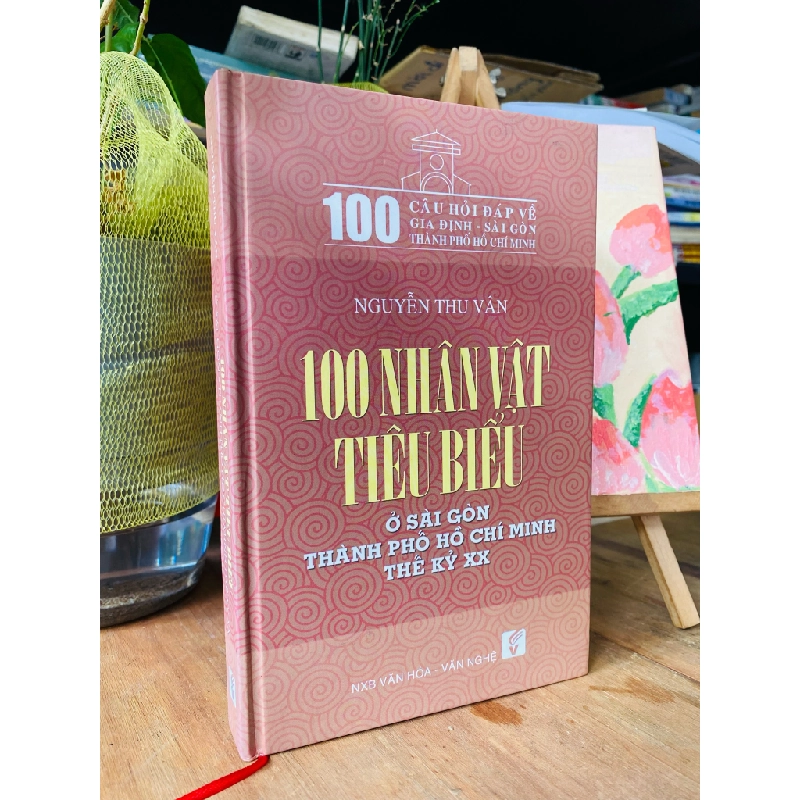 100
CÂU HỎI ĐÁP VỀ
GIA ĐỊNH - SÀI GÒN
THÀNH PHỐ HỒ CHÍ MINH
NGUYỄN THU VÂN
100 NHÂN VẬT
TIÊU BIỂU
Ở SÀI GÒN
THÀNH PHỐ HỒ CHÍ MINH
THẾ KỶ XX
NXB VĂN HÓA - VĂN NGHỆ